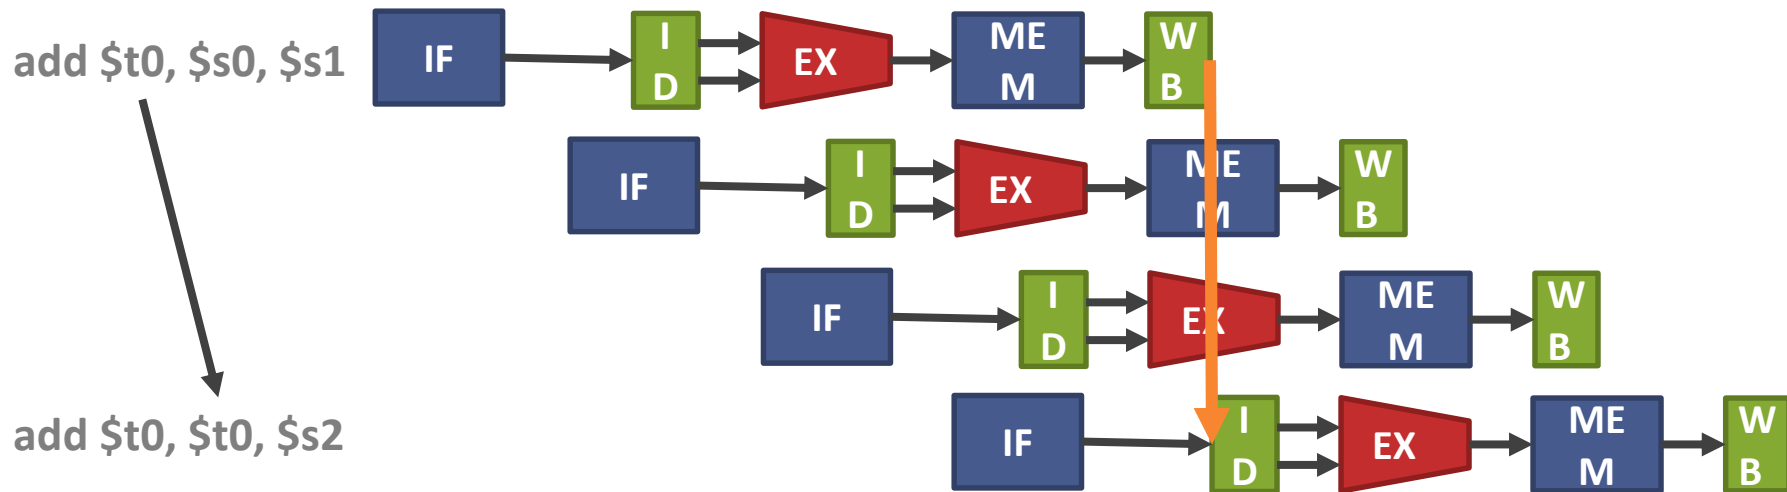 add $t0, $s0, $s1
IF
I
D
EX
ME
M
W
B
IF
I
D
EX
ME
M
W
B
IF
I
D
EX
ME
M
W
B
add $t0, $t0, $s2
IF
I
D
EX
ME
M
W
B